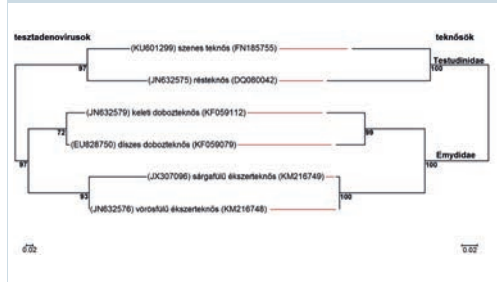 tesztadenovírusok
teknősök
(KU601299) szenes teknős (FN185755)
Testudinidae
97
100
(JN632575) résteknős (DQ080042)
(JN632579) keleti dobozteknős (KF059112)
72
99
(EU828750) díszes dobozteknős (KF059079)
Emydidae
97
100
(JX307096) sárgafülű ékszerteknős (KM216749)
93
100
(JN632576) vörösfülű ékszerteknős (KM216748)
0.02
0.02